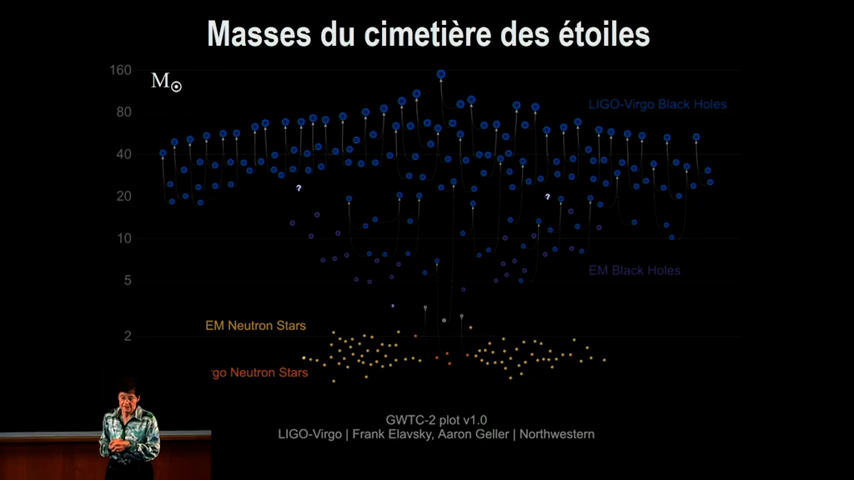 Masses du cimetière des étoiles
160
M☉
LIGO-Virgo Black Holes
80
40
20
?
?
10
EM Black Holes
5
EM Neutron Stars
2
rgo Neutron Stars
GWTC-2 plot v1.0
LIGO-Virgo | Frank Elavsky, Aaron Geller | Northwestern